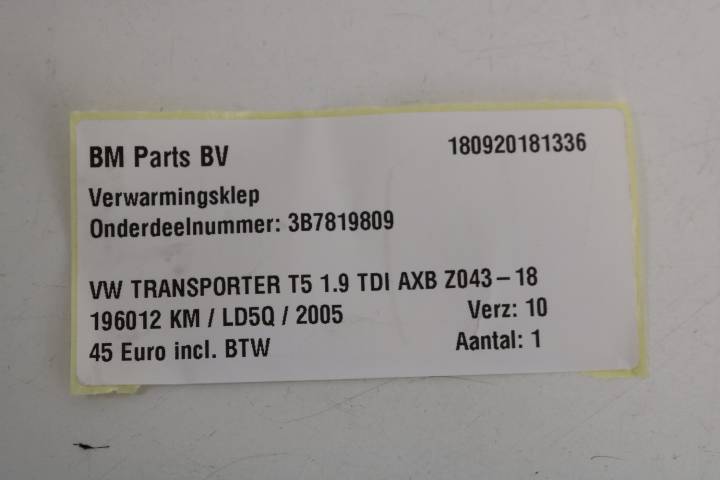 BM Parts BV 180920181336
Verwarmingsklep
Onderdeelnummer: 3B7819809
VW TRANSPORTER T5 1.9 TDI AXB Z043-18
196012 KM / LD5Q / 2005 Verz: 10
45 Euro incl. BTW Aantal: 1